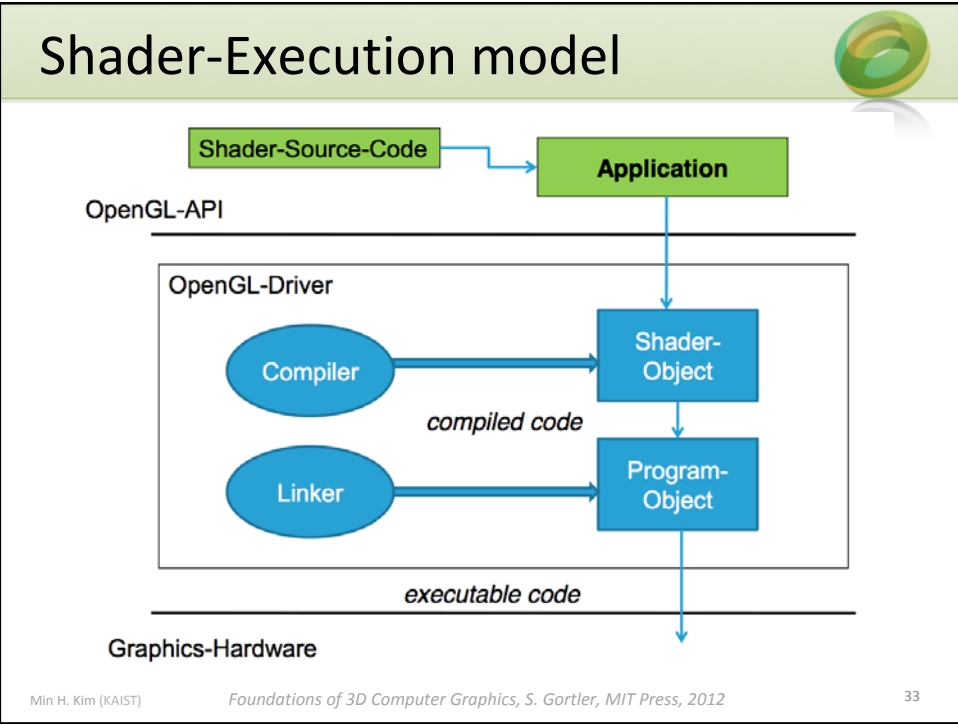 Shader-Execution model
Shader-Source-Code
Application
OpenGL-API
OpenGL-Driver
Compiler
Shader-
Object
compiled code
Linker
Program-
Object
executable code
Graphics-Hardware
Min H. Kim (KAIST)
Foundations of 3D Computer Graphics, S. Gortler, MIT Press, 2012
33